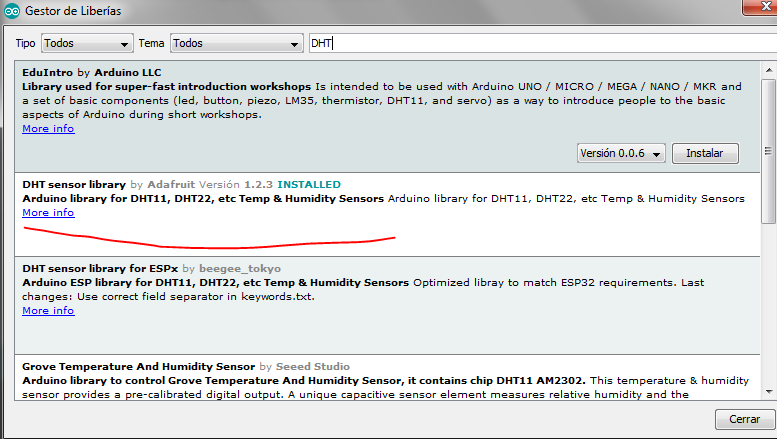 Gestor de Liberías
Tipo Todos Tema Todos DHT
EduIntro by Arduino LLC
Library used for super-fast introduction workshops Is intended to be used with Arduino UNO / MICRO / MEGA / NANO / MKR and
a set of basic components (led, button, piezo, LM35, thermistor, DHT11, and servo) as a way to introduce people to the basic
aspects of Arduino during short workshops.
More info
Versión 0.0.6 Instalar
DHT sensor library by Adafruit Versión 1.2.3 INSTALLED
Arduino library for DHT11, DHT22, etc Temp & Humidity Sensors Arduino library for DHT11, DHT22, etc Temp & Humidity Sensors
More info
DHT sensor library for ESPx by beegee_tokyo
Arduino ESP library for DHT11, DHT22, etc Temp & Humidity Sensors Optimized libray to match ESP32 requirements. Last
changes: Use correct field separator in keywords.txt.
More info
Grove Temperature And Humidity Sensor by Seeed Studio
Arduino library to control Grove Temperature And Humidity Sensor, it contains chip DHT11 AM2302. This temperature & humidity
sensor provides a pre-calibrated digital output. A unique capacitive sensor element measures relative humidity and the
Cerrar